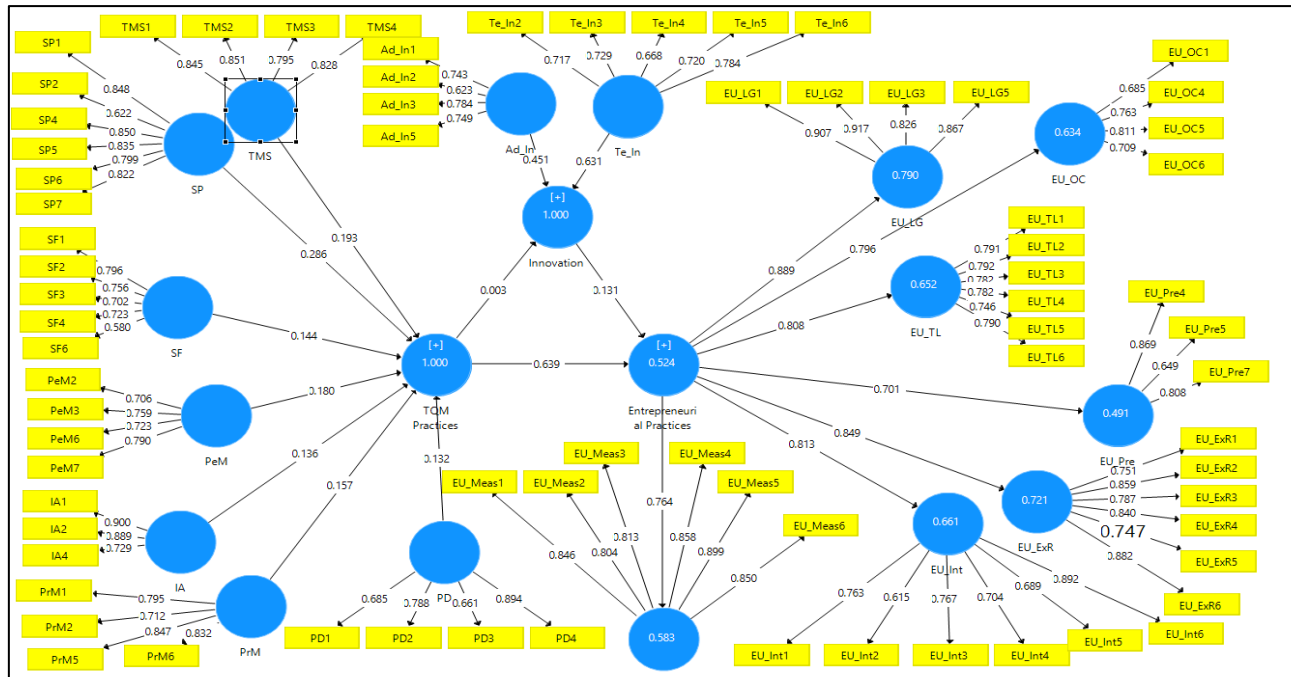 TMS1
TMS2
TMS3
TMS4
0.845
0.851
0.795
0.828
TMS
SP1
SP2
SP4
SP5
SP6
SP7
0.848
0.622
0.850
0.835
0.799
0.822
SP
Ad_In1
Ad_In2
Ad_In3
Ad_In5
0.743
0.623
0.784
0.749
Ad_In
Te_In2
Te_In3
Te_In4
Te_In5
Te_In6
0.717
0.729
0.668
0.720
0.784
Te_In
0.451
0.631
[+]
1.000
Innovation
EU_LG1
EU_LG2
EU_LG3
EU_LG5
0.907
0.917
0.826
0.867
0.790
EU_LG
EU_OC1
EU_OC4
EU_OC5
EU_OC6
0.685
0.763
0.811
0.709
0.634
EU_OC
0.193
0.286
0.003
0.131
0.889
0.796
SF1
SF2
SF3
SF4
SF6
0.796
0.756
0.702
0.723
0.580
SF
0.144
EU_TL1
EU_TL2
EU_TL3
EU_TL4
EU_TL5
EU_TL6
0.791
0.792
0.782
0.782
0.746
0.790
0.652
EU_TL
0.808
[+]
1.000
TQM
Practices
0.639
[+]
0.524
Entrepreneuri
al Practices
EU_Pre4
EU_Pre5
EU_Pre7
0.869
0.649
0.808
0.701
0.491
EU_Pre
PeM2
PeM3
PeM6
PeM7
0.706
0.759
0.723
0.790
PeM
0.180
0.136
0.157
0.132
0.764
0.813
0.849
IA1
IA2
IA4
0.900
0.889
0.729
IA
PrM1
PrM2
PrM5
PrM6
0.795
0.712
0.847
0.832
PrM
PD
0.685
0.788
0.661
0.894
PD1
PD2
PD3
PD4
EU_Meas1
EU_Meas2
EU_Meas3
EU_Meas4
EU_Meas5
EU_Meas6
0.846
0.804
0.813
0.858
0.899
0.850
0.583
0.661
EU_Int
0.763
0.615
0.767
0.704
0.689
0.892
EU_Int1
EU_Int2
EU_Int3
EU_Int4
EU_Int5
EU_Int6
0.721
EU_ExR
0.751
0.859
0.787
0.840
0.747
0.882
EU_ExR1
EU_ExR2
EU_ExR3
EU_ExR4
EU_ExR5
EU_ExR6